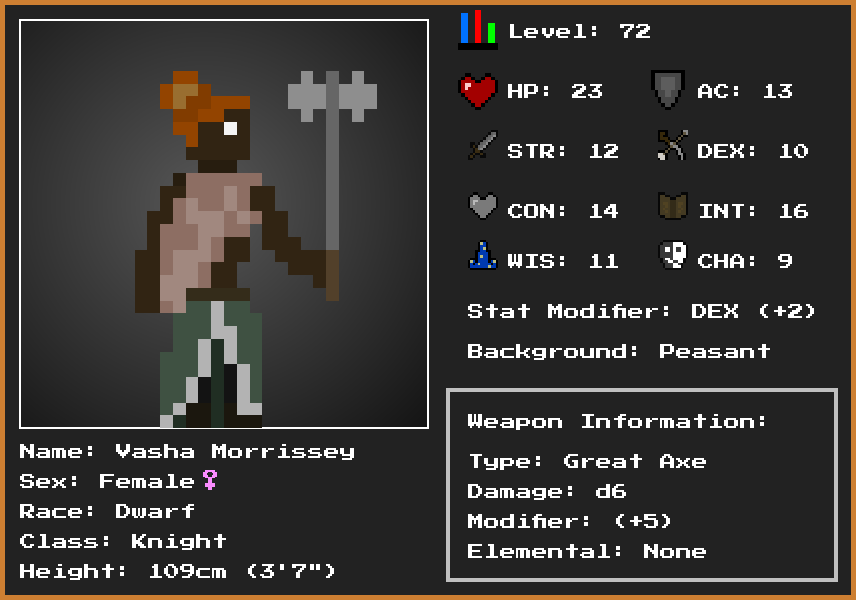 Level: 72
HP: 23 AC: 13
STR: 12 DEX: 10
CON: 14 INT: 16
WIS: 11 CHA: 9
Stat Modifier: DEX (+2)
Background: Peasant
Weapon Information:
Type: Great Axe
Damage: d6
Modifier: (+5)
Elemental: None
Name: Vasha Morrissey
Sex: Female♀
Race: Dwarf
Class: Knight
Height: 109cm (3'7")